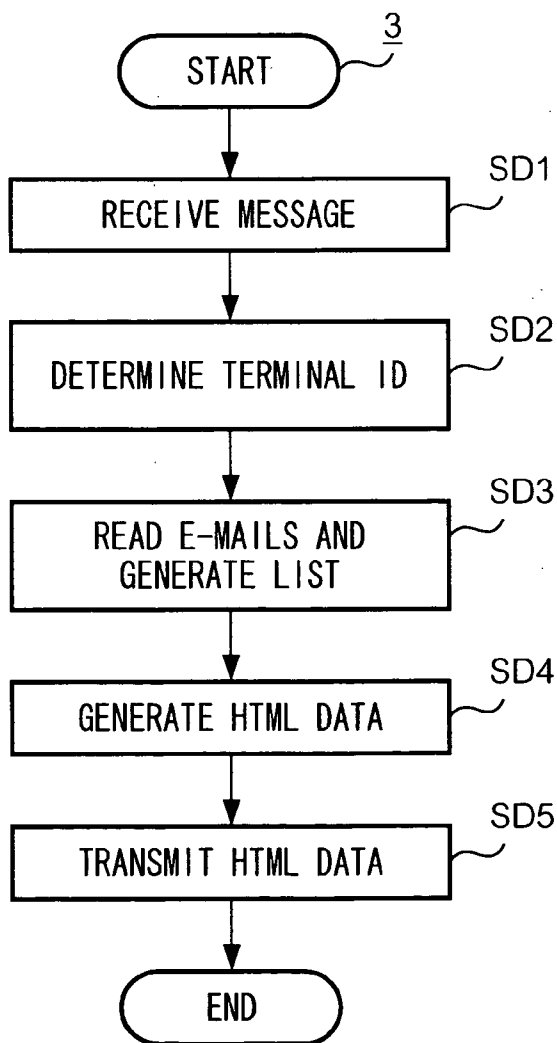 3
START
SD1
RECEIVE MESSAGE
SD2
DETERMINE TERMINAL ID
SD3
READ E-MAILS AND
GENERATE LIST
SD4
GENERATE HTML DATA
SD5
TRANSMIT HTML DATA
END